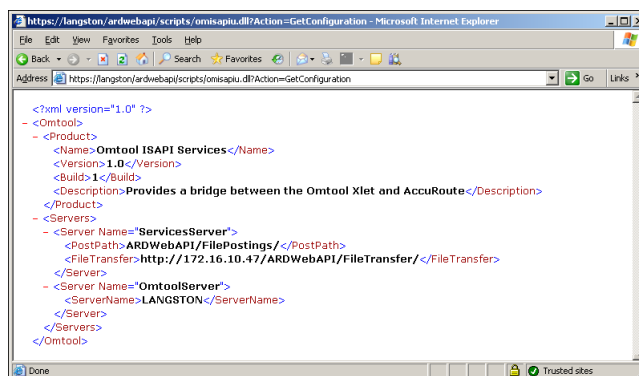 https://langston/ardwebapi/scripts/omisapiu.dll?Action=GetConfiguration - Microsoft Internet Explorer
File Edit View Favorites Tools Help
Back Search Favorites
Address https://langston/ardwebapi/scripts/omisapiu.dll?Action=GetConfiguration Go Links »
<?xml version="1.0" ?>
- <Omtool>
- <Product>
<Name>Omtool ISAPI Services</Name>
<Version>1.0</Version>
<Build>1</Build>
<Description>Provides a bridge between the Omtool Xlet and AccuRoute</Description>
</Product>
- <Servers>
- <Server Name="ServicesServer">
<PostPath>ARDWebAPI/FilePostings/</PostPath>
<FileTransfer>http://172.16.10.47/ARDWebAPI/FileTransfer/</FileTransfer>
</Server>
- <Server Name="OmtoolServer">
<ServerName>LANGSTON</ServerName>
</Server>
</Servers>
</Omtool>
Done Trusted sites